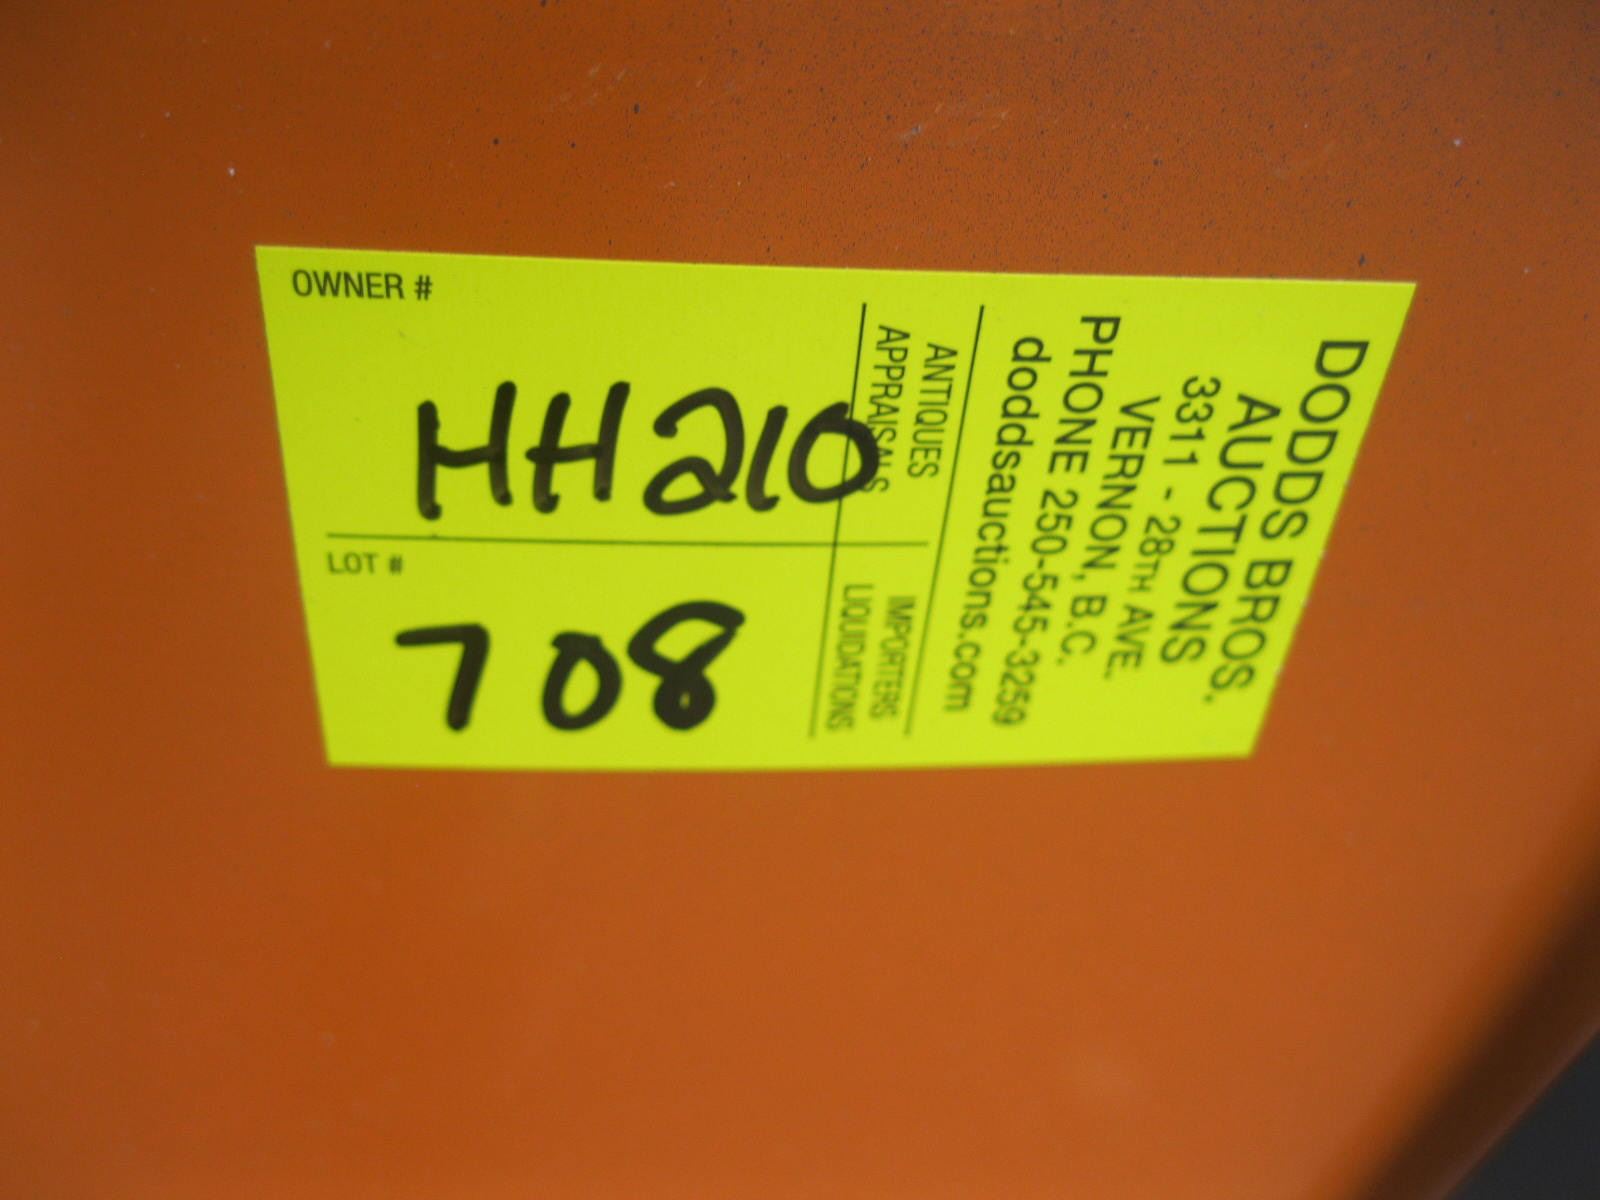 OWNER #
HH210
LOT #
708
DODDS BROS.
AUCTIONS
3311 - 28TH AVE.
VERNON, B.C.
PHONE 250-545-3259
doddsauctions.com
ANTIQUES
APPRAISALS
IMPORTERS
LIQUIDATIONS